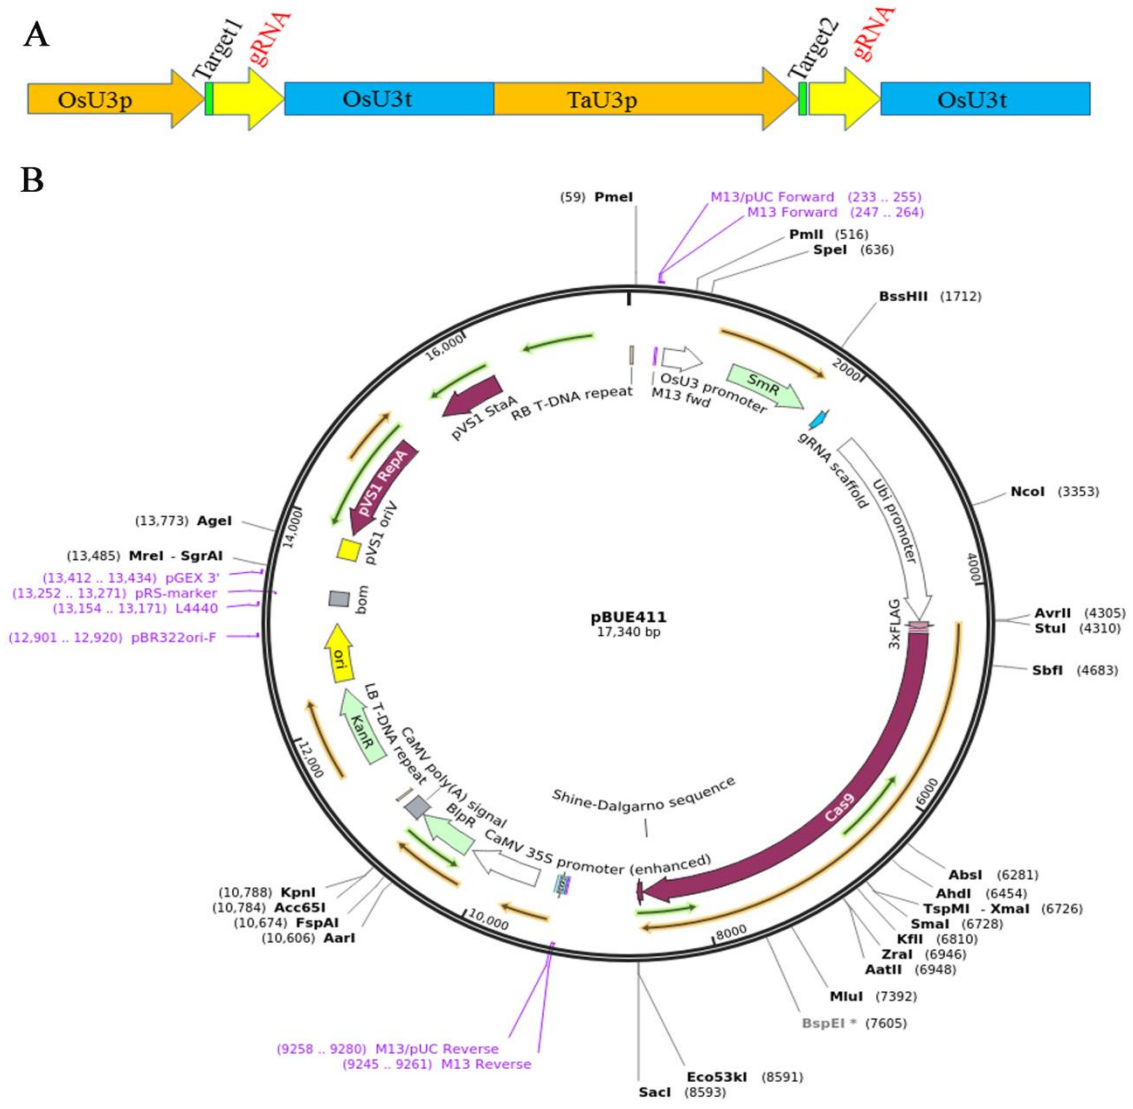 A
Target1
gRNA
Target2
gRNA
OsU3p
OsU3t
TaU3p
OsU3t
B
(59) PmeI
M13/pUC Forward (233 .. 255)
M13 Forward (247 .. 264)
PmlI (516)
SpeI (636)
BssHII (1712)
16,000
2000
SmR
OsU3 promoter
M13 fwd
RB T-DNA repeat
pVS1 StaA
gRNA scaffold
Ubi promoter
pVS1 RepA
NcoI (3353)
(13,773) AgeI
14,000
pVS1 oriV
(13,485) MreI - SgrAI
(13,412 .. 13,434) pGEX 3'
(13,252 .. 13,271) pRS-marker
(13,154 .. 13,171) L4440
(12,901 .. 12,920) pBR322ori-F
bom
4000
pBUE411
17,340 bp
3xFLAG
AvrII (4305)
StuI (4310)
SbfI (4683)
ori
KanR
LB T-DNA repeat
CaMV poly(A) signal
BlpR
CaMV 35S promoter (enhanced)
Shine-Dalgarno sequence
12,000
Cas9
6000
AbsI (6281)
AhdI (6454)
TspMI - XmaI (6726)
SmaI (6728)
KflI (6810)
ZraI (6946)
AatII (6948)
(10,788) KpnI
(10,784) Acc65I
(10,674) FspAI
(10,606) AarI
10,000
8000
MluI (7392)
BspEI * (7605)
(9258 .. 9280) M13/pUC Reverse
(9245 .. 9261) M13 Reverse
Eco53kI (8591)
SacI (8593)